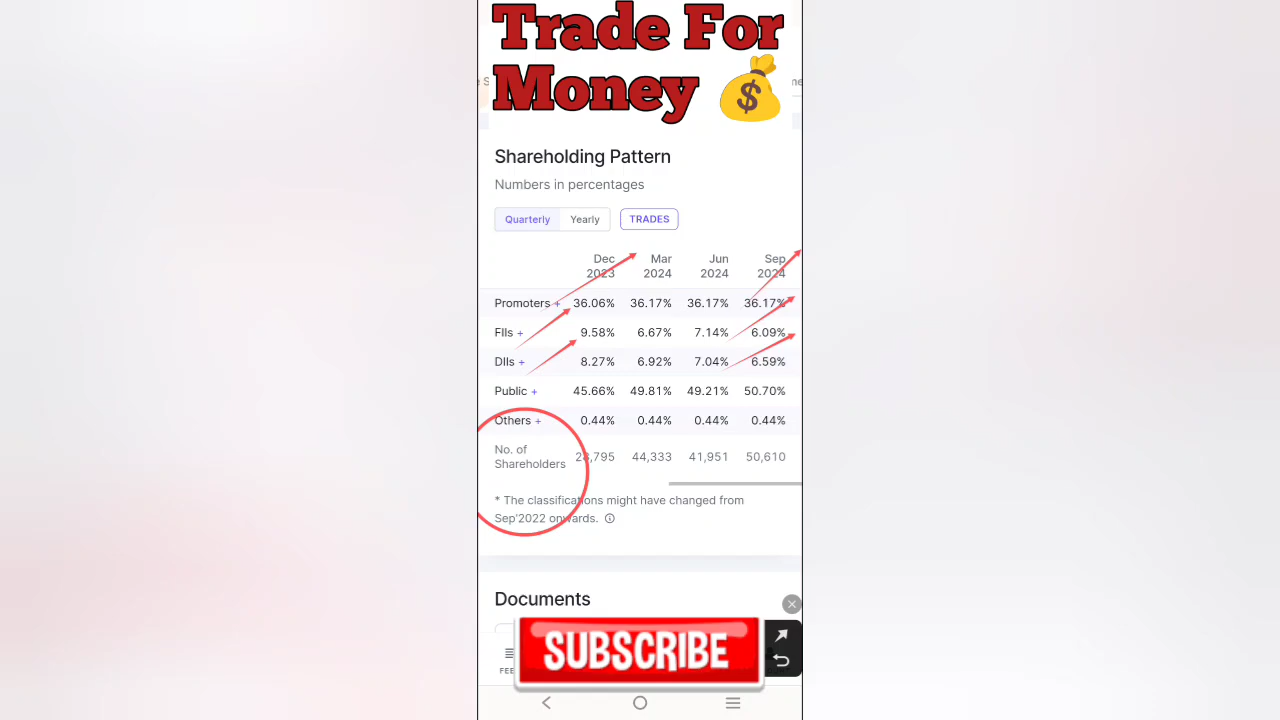 Trade For
Money
Shareholding Pattern
Numbers in percentages
Quarterly Yearly TRADES
Dec 2023 Mar 2024 Jun 2024 Sep 2024
Promoters + 36.06% 36.17% 36.17% 36.17%
FIIs + 9.58% 6.67% 7.14% 6.09%
DIIs + 8.27% 6.92% 7.04% 6.59%
Public + 45.66% 49.81% 49.21% 50.70%
Others + 0.44% 0.44% 0.44% 0.44%
No. of
Shareholders 28,795 44,333 41,951 50,610
* The classifications might have changed from
Sep'2022 onwards.
Documents
SUBSCRIBE